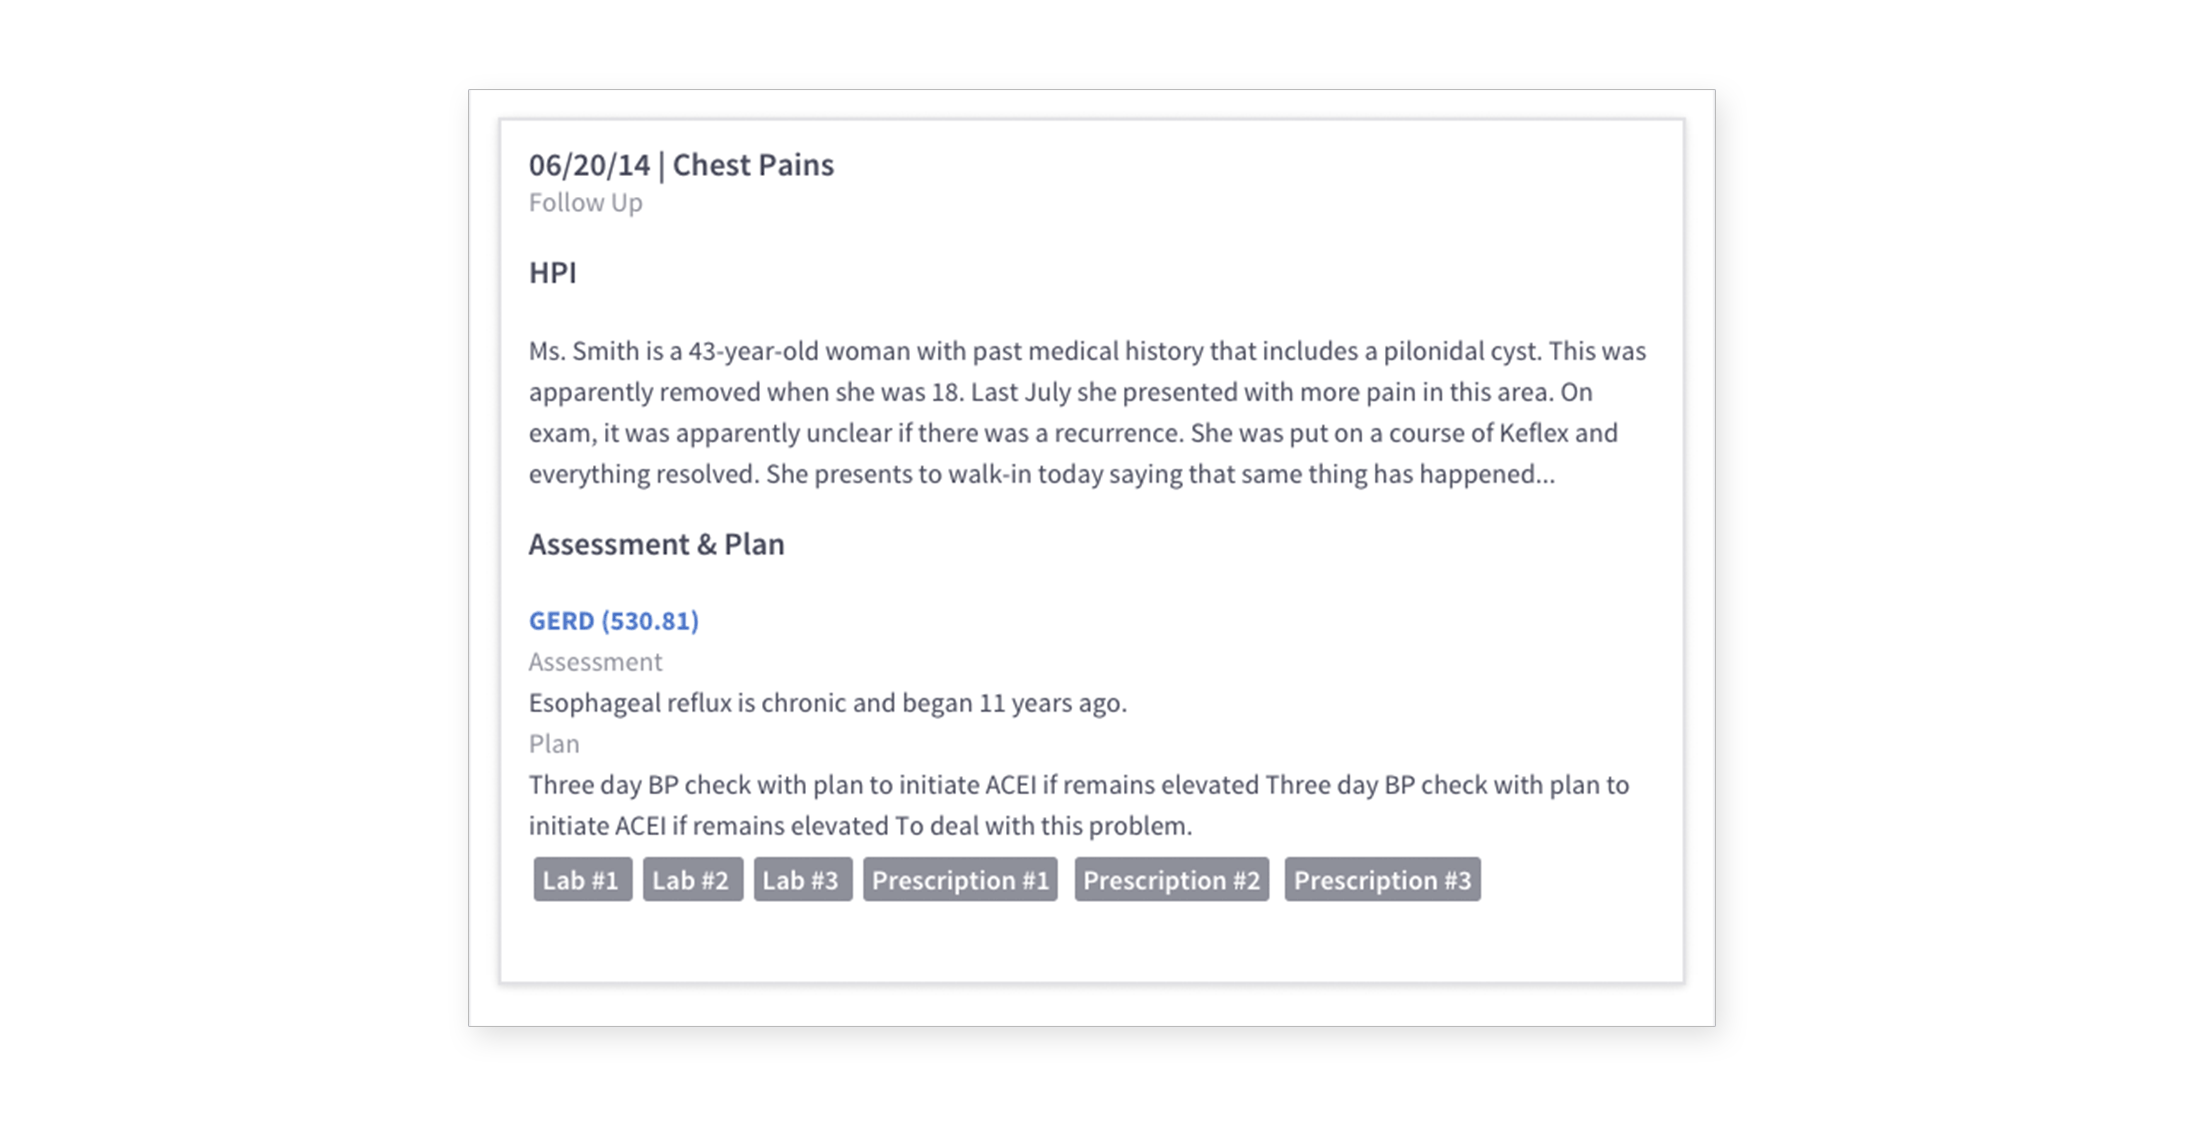 06/20/14 | Chest Pains
Follow Up
HPI
Ms. Smith is a 43-year-old woman with past medical history that includes a pilonidal cyst. This was
apparently removed when she was 18. Last July she presented with more pain in this area. On
exam, it was apparently unclear if there was a recurrence. She was put on a course of Keflex and
everything resolved. She presents to walk-in today saying that same thing has happened...
Assessment & Plan
GERD (530.81)
Assessment
Esophageal reflux is chronic and began 11 years ago.
Plan
Three day BP check with plan to initiate ACEI if remains elevated Three day BP check with plan to
initiate ACEI if remains elevated To deal with this problem.
Lab #1 Lab #2 Lab #3 Prescription #1 Prescription #2 Prescription #3